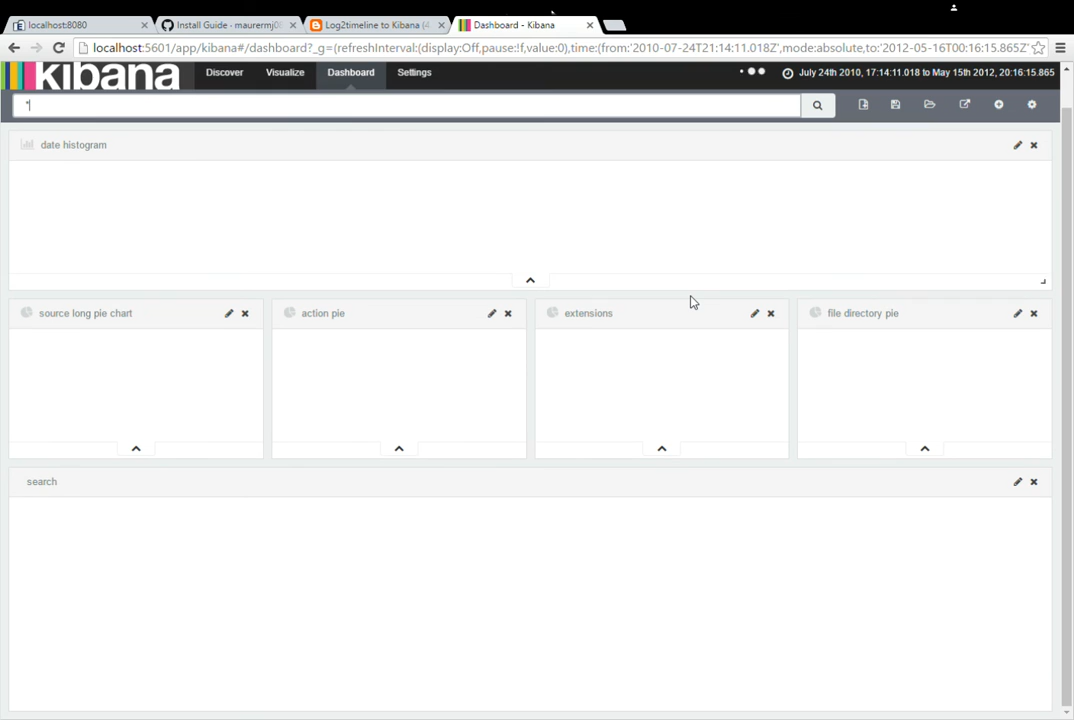 localhost:8080
Install Guide - maurermj0
Log2timeline to Kibana (4.
Dashboard - Kibana
localhost:5601/app/kibana#/dashboard?_g=(refreshInterval:(display:Off,pause:!f,value:0),time:(from:'2010-07-24T21:14:11.018Z',mode:absolute,to:'2012-05-16T00:16:15.865Z'
kibana
Discover
Visualize
Dashboard
Settings
July 24th 2010, 17:14:11.018 to May 15th 2012, 20:16:15.865
*
date histogram
source long pie chart
action pie
extensions
file directory pie
search